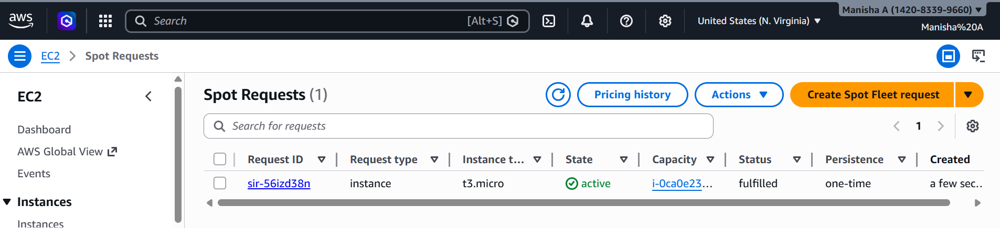 aws
Search [Alt+S]
United States (N. Virginia)
Manisha A (1420-8339-9660)
Manisha%20A
EC2 Spot Requests
EC2
Dashboard
AWS Global View
Events
Instances
Instances
Spot Requests (1)
Pricing history
Actions
Create Spot Fleet request
Search for requests
1
Request ID Request type Instance t... State Capacity Status Persistence Created
sir-56izd38n instance t3.micro active i-0ca0e23... fulfilled one-time a few sec..